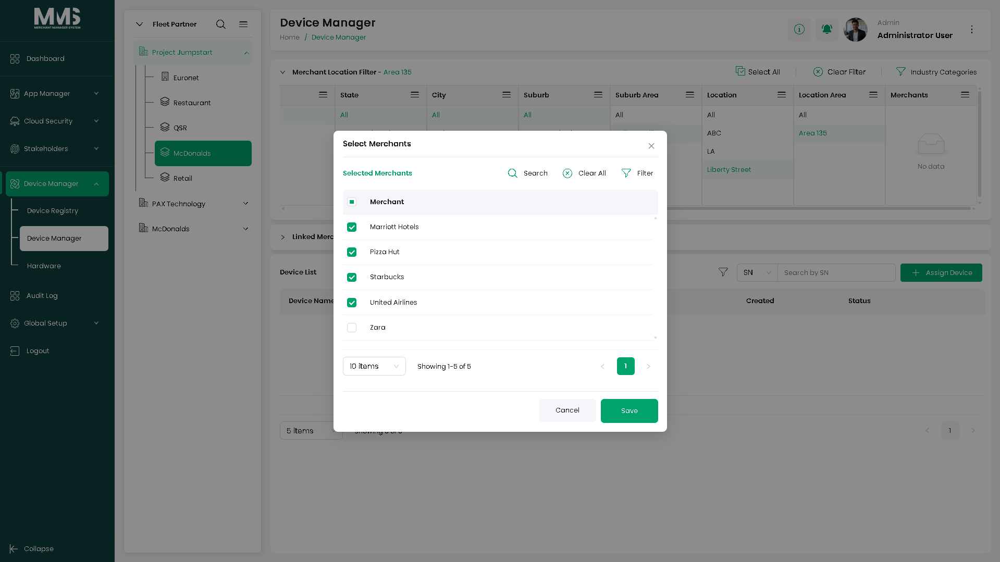 MMS
MERCHANT MANAGER SYSTEM
Dashboard
App Manager
Cloud Security
Stakeholders
Device Manager
Device Registry
Device Manager
Hardware
Audit Log
Global Setup
Logout
Collapse
Fleet Partner
Project Jumpstart
Euronet
Restaurant
QSR
McDonalds
Retail
PAX Technology
McDonalds
Device Manager
Home / Device Manager
Admin
Administrator User
Merchant Location Filter - Area 135
Select All
Clear Filter
Industry Categories
State
City
Suburb
Suburb Area
Location
Location Area
Merchants
All
All
All
All
All
All
ABC
Area 135
LA
Liberty Street
No data
Linked Merc
Device List
SN
Search by SN
Assign Device
Device Name
Created
Status
5 items
1
Select Merchants
Selected Merchants
Search
Clear All
Filter
Merchant
Marriott Hotels
Pizza Hut
Starbucks
United Airlines
Zara
10 items
Showing 1-5 of 5
1
Cancel
Save